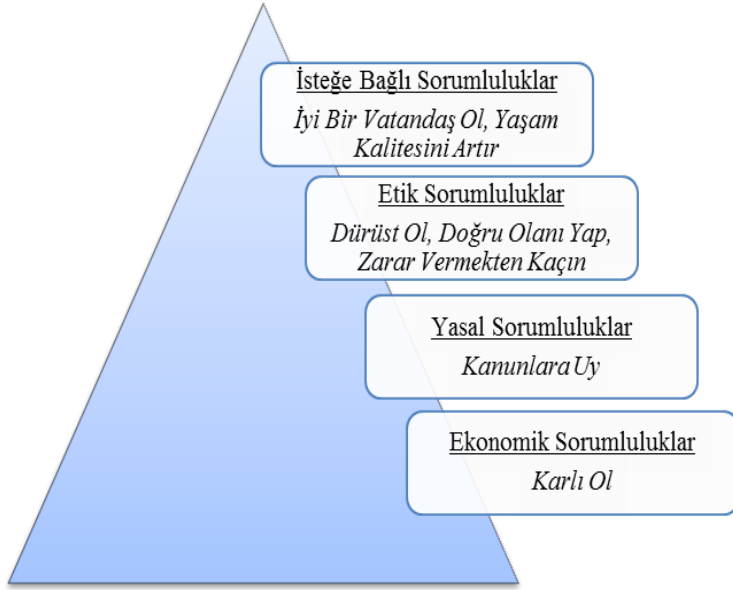 İsteğe Bağlı Sorumluluklar
İyi Bir Vatandaş Ol, Yaşam
Kalitesini Artır
Etik Sorumluluklar
Dürüst Ol, Doğru Olanı Yap,
Zarar Vermekten Kaçın
Yasal Sorumluluklar
Kanunlara Uy
Ekonomik Sorumluluklar
Karlı Ol